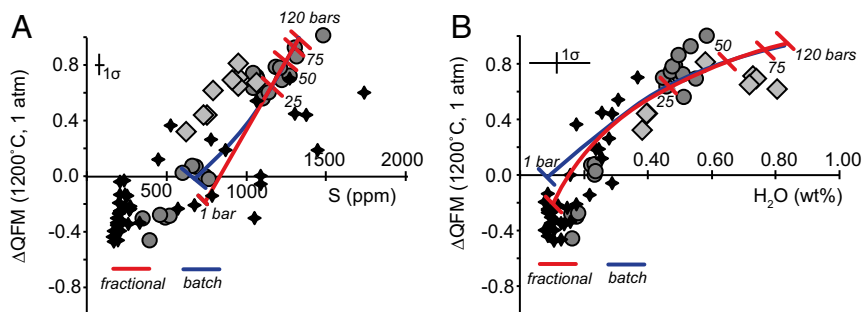 A
ΔQFM (1200°C, 1 atm)
0.8
0.4
0.0
-0.4
-0.8
1σ
120 bars
75
50
25
1 bar
500
1000
1500
2000
S (ppm)
fractional
batch
B
ΔQFM (1200°C, 1 atm)
0.8
0.4
0.0
-0.4
-0.8
1σ
50
120 bars
75
25
1 bar
0.40
0.60
0.80
1.00
H₂O (wt%)
fractional
batch